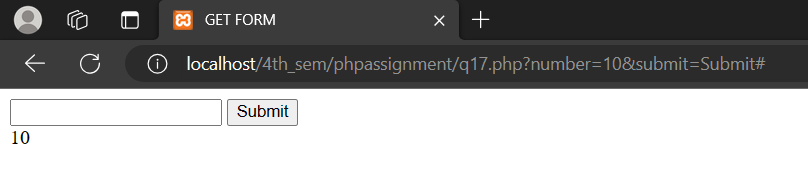 GET FORM
localhost/4th_sem/phpassignment/q17.php?number=10&submit=Submit#
Submit
10